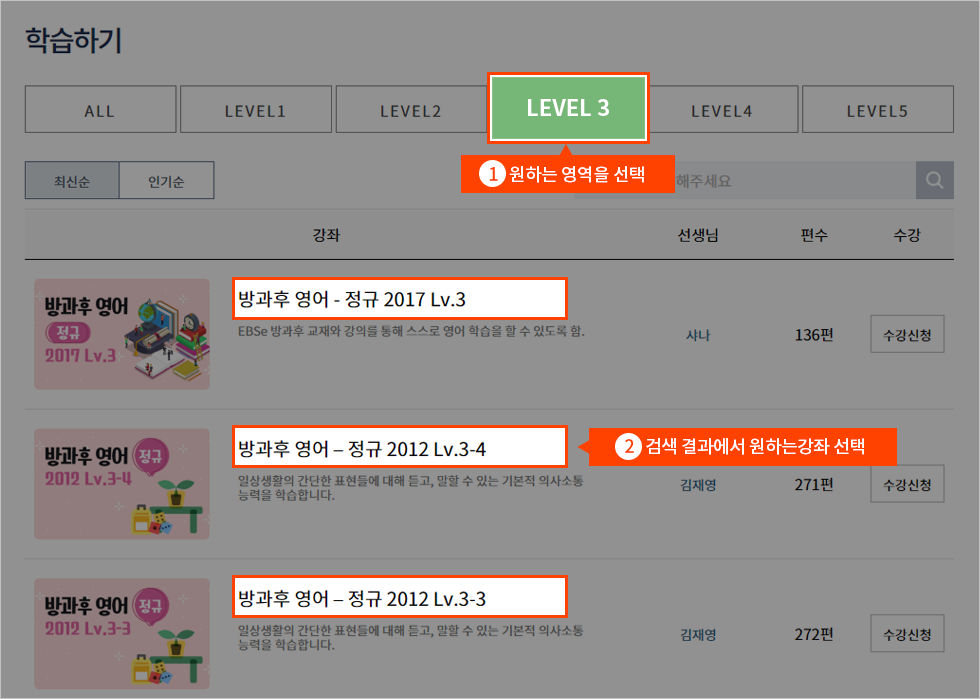 학습하기
ALL LEVEL1 LEVEL2 LEVEL 3 LEVEL4 LEVEL5
1 원하는 영역을 선택
최신순 인기순 해주세요
강좌 선생님 편수 수강
방과후 영어
정규
2017 Lv.3
방과후 영어 - 정규 2017 Lv.3
EBSe 방과후 교재와 강의를 통해 스스로 영어 학습을 할 수 있도록 함.
샤나 136편 수강신청
방과후 영어 정규
2012 Lv.3-4
방과후 영어 – 정규 2012 Lv.3-4
2 검색 결과에서 원하는강좌 선택
일상생활의 간단한 표현들에 대해 듣고, 말할 수 있는 기본적 의사소통
능력을 학습합니다.
김재영 271편 수강신청
방과후 영어 정규
2012 Lv.3-3
방과후 영어 – 정규 2012 Lv.3-3
일상생활의 간단한 표현들에 대해 듣고, 말할 수 있는 기본적 의사소통
능력을 학습합니다.
김재영 272편 수강신청